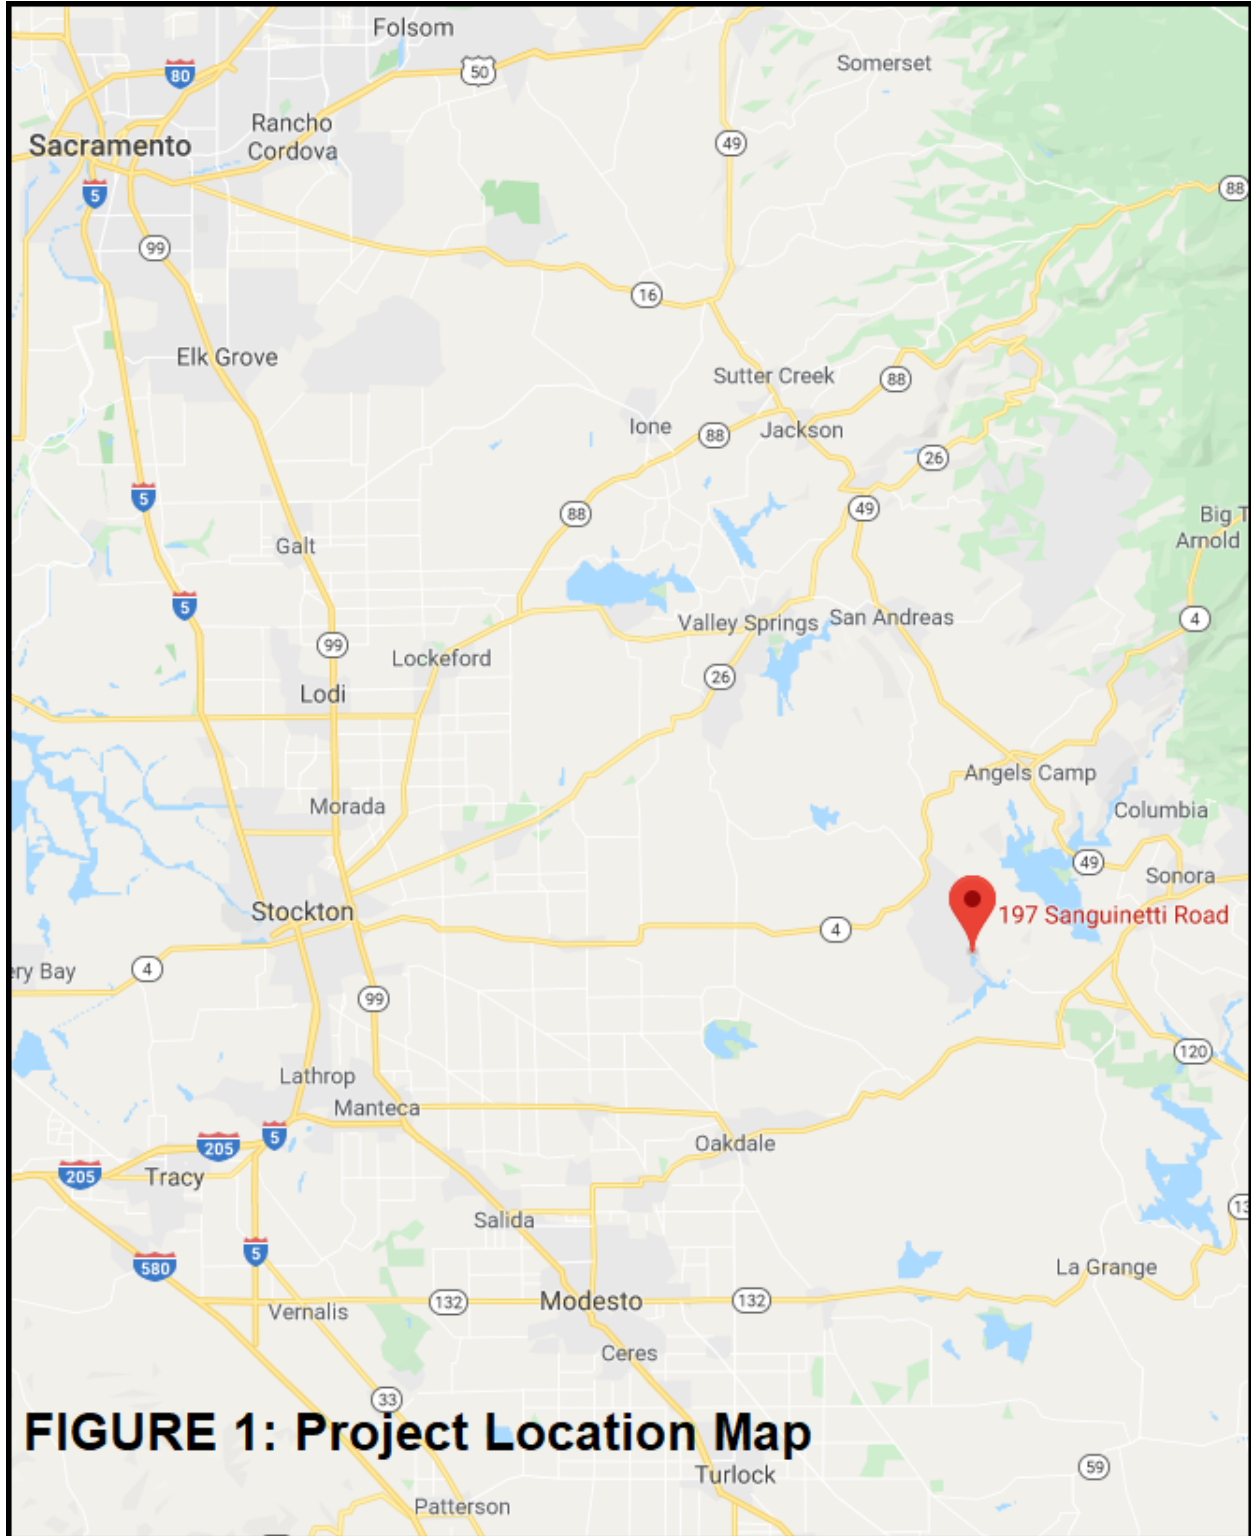 Folsom
Somerset
80
50
Rancho
Cordova
49
Sacramento
88
5
99
16
Elk Grove
Sutter Creek
88
Ione
88
Jackson
26
5
49
88
Big T
Arnold
Galt
5
Valley Springs
San Andreas
4
99
Lockeford
26
Lodi
Angels Camp
Morada
Columbia
49
Sonora
Stockton
197 Sanguinetti Road
4
ery Bay
4
99
120
Lathrop
Manteca
5
205
Oakdale
205
Tracy
13
Salida
5
580
La Grange
132
Modesto
132
Vernalis
Ceres
33
FIGURE 1: Project Location Map
59
Turlock
Patterson